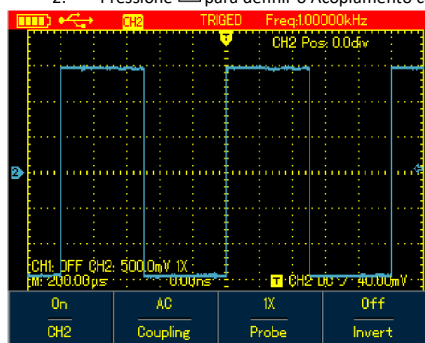 2. Pressione para definir o Acoplamento c
CH2 TRIGED Freq:1.00000kHz
T
CH2 Pos: 0.0div
2
CH1: OFF CH2: 500.0mV 1X
M: 200.00µs 0.00ns T CH2 DC 40.00mV
On AC 1X Off
CH2 Coupling Probe Invert